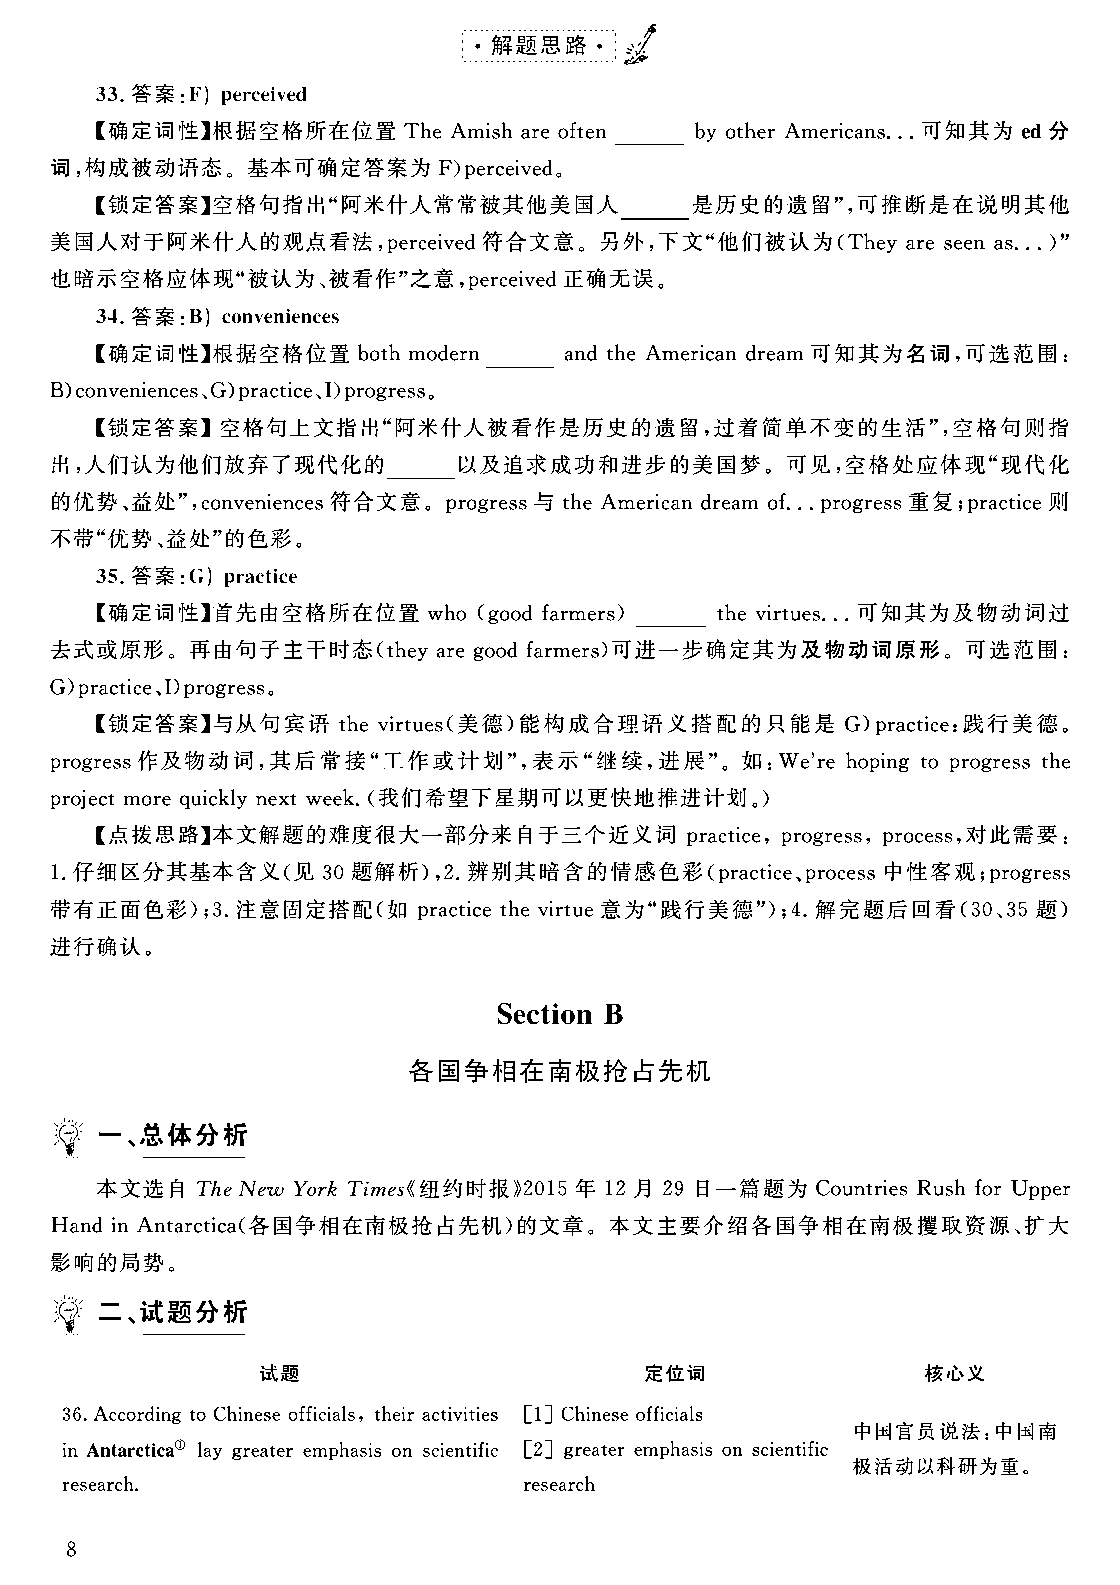 ·解题思路·
33. 答案:F) perceived
【确定词性】根据空格所在位置 The Amish are often ______ by other Americans... 可知其为 ed 分
词,构成被动语态。基本可确定答案为 F)perceived。
【锁定答案】空格句指出“阿米什人常常被其他美国人______是历史的遗留”,可推断是在说明其他
美国人对于阿米什人的观点看法,perceived 符合文意。另外,下文“他们被认为(They are seen as...)”
也暗示空格应体现“被认为、被看作”之意,perceived 正确无误。
34. 答案:B) conveniences
【确定词性】根据空格位置 both modern ______ and the American dream 可知其为名词,可选范围:
B)conveniences、G)practice、I)progress。
【锁定答案】空格句上文指出“阿米什人被看作是历史的遗留,过着简单不变的生活”,空格句则指
出,人们认为他们放弃了现代化的______以及追求成功和进步的美国梦。可见,空格处应体现“现代化
的优势、益处”,conveniences 符合文意。progress 与 the American dream of... progress 重复;practice 则
不带“优势、益处”的色彩。
35. 答案:G) practice
【确定词性】首先由空格所在位置 who (good farmers) ______ the virtues... 可知其为及物动词过
去式或原形。再由句子主干时态(they are good farmers)可进一步确定其为及物动词原形。可选范围:
G)practice、I)progress。
【锁定答案】与从句宾语 the virtues(美德)能构成合理语义搭配的只能是 G)practice:践行美德。
progress 作及物动词,其后常接“工作或计划”,表示“继续,进展”。如:We're hoping to progress the
project more quickly next week.(我们希望下星期可以更快地推进计划。)
【点拨思路】本文解题的难度很大一部分来自于三个近义词 practice, progress, process,对此需要:
1. 仔细区分其基本含义(见 30 题解析),2. 辨别其暗含的情感色彩(practice、process 中性客观;progress
带有正面色彩);3. 注意固定搭配(如 practice the virtue 意为“践行美德”);4. 解完题后回看(30、35 题)
进行确认。
Section B
各国争相在南极抢占先机
一、总体分析
本文选自 The New York Times《纽约时报》2015 年 12 月 29 日一篇题为 Countries Rush for Upper
Hand in Antarctica(各国争相在南极抢占先机)的文章。本文主要介绍各国争相在南极攫取资源、扩大
影响的局势。
二、试题分析
试题 定位词 核心义
36. According to Chinese officials, their activities
in Antarctica① lay greater emphasis on scientific
research.
[1] Chinese officials
[2] greater emphasis on scientific
research
中国官员说法:中国南
极活动以科研为重。
8